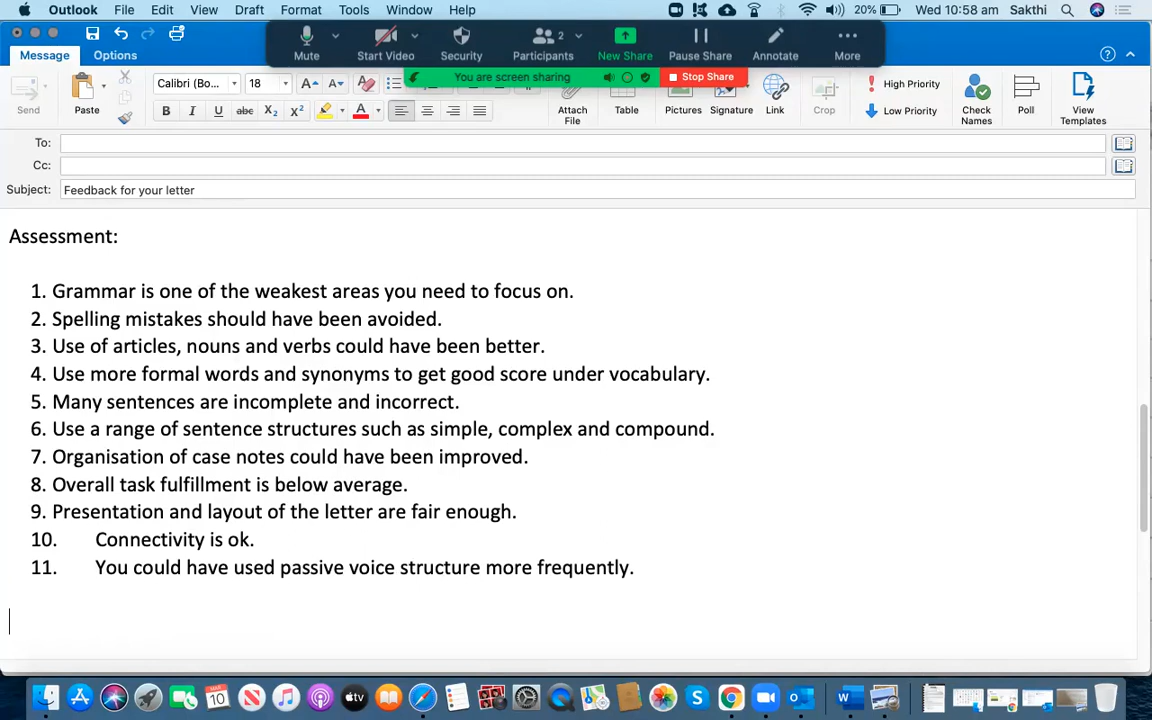 Outlook File Edit View Draft Format Tools Window Help 20% Wed 10:58 am Sakthi
Mute Start Video Security Participants 2 New Share Pause Share Annotate More
You are screen sharing Stop Share
Message Options
Send Paste Calibri (Bo... 18 Attach File Table Pictures Signature Link Crop High Priority Low Priority Check Names Poll View Templates
B I U abc X₂ X² A
To:
Cc:
Subject: Feedback for your letter
Assessment:
1. Grammar is one of the weakest areas you need to focus on.
2. Spelling mistakes should have been avoided.
3. Use of articles, nouns and verbs could have been better.
4. Use more formal words and synonyms to get good score under vocabulary.
5. Many sentences are incomplete and incorrect.
6. Use a range of sentence structures such as simple, complex and compound.
7. Organisation of case notes could have been improved.
8. Overall task fulfillment is below average.
9. Presentation and layout of the letter are fair enough.
10. Connectivity is ok.
11. You could have used passive voice structure more frequently.
MAR 10 tv